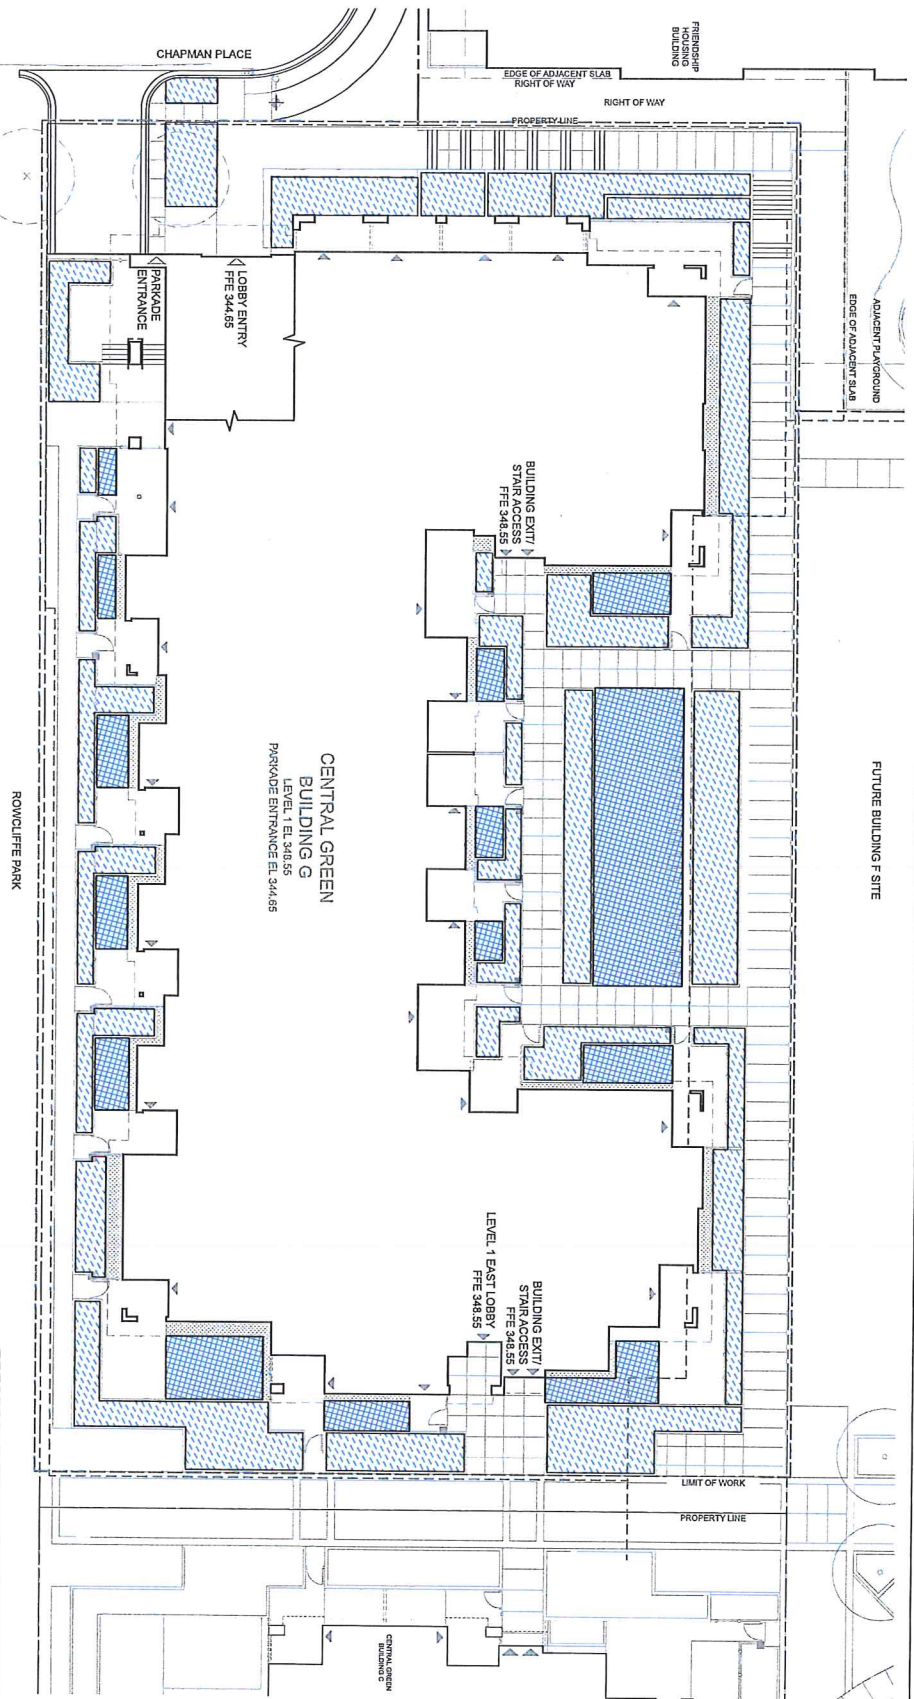 CHAPMAN PLACE
FRIENDSHIP
HOUSING
BUILDING
EDGE OF ADJACENT SLAB
RIGHT OF WAY
RIGHT OF WAY
PROPERTY LINE
PARKADE
ENTRANCE
LOBBY ENTRY
FFE 344.65
ADJACENT PLAYGROUND
EDGE OF ADJACENT SLAB
BUILDING EXIT/
STAIR ACCESS
FFE 348.55
FUTURE BUILDING F SITE
CENTRAL GREEN
BUILDING G
LEVEL 1 EL 348.55
PARKADE ENTRANCE EL 344.65
ROWCLIFFE PARK
LEVEL 1 EAST LOBBY
FFE 348.55
BUILDING EXIT/
STAIR ACCESS
FFE 348.55
LIMIT OF WORK
PROPERTY LINE
CENTRAL GREEN
BUILDING C